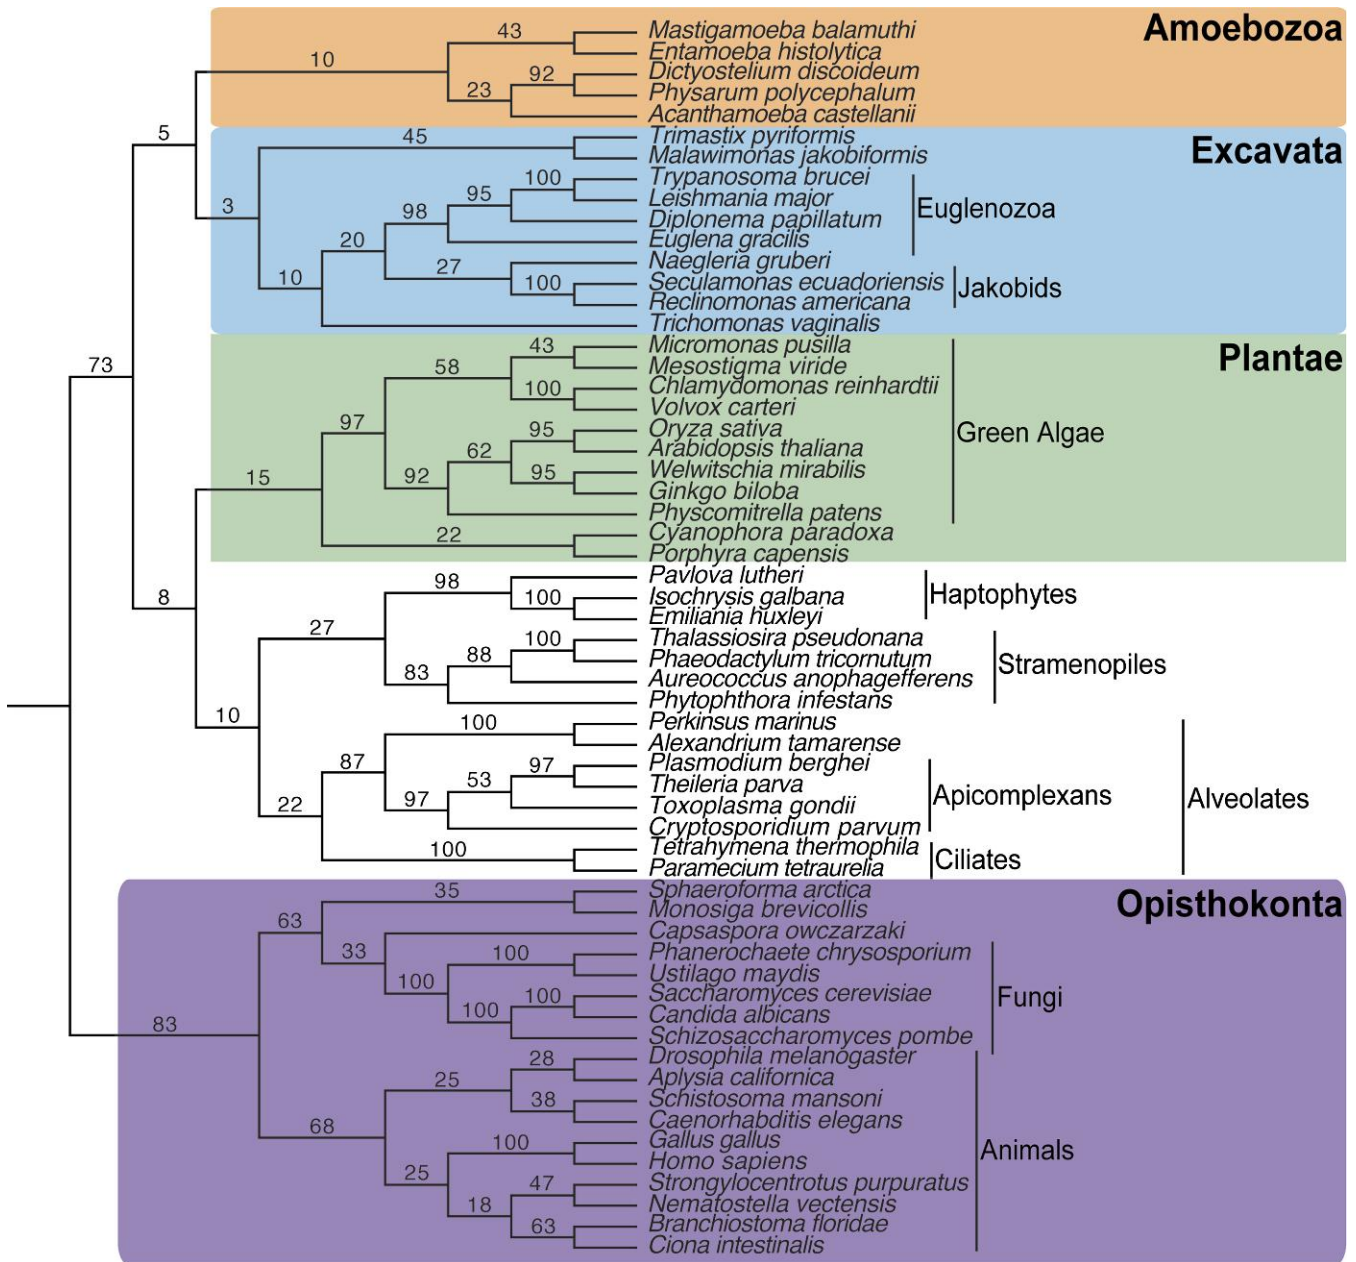 Amoebozoa
43
Mastigamoeba balamuthi
Entamoeba histolytica
10
92
Dictyostelium discoideum
23
Physarum polycephalum
Acanthamoeba castellanii
5
45
Trimastix pyriformis
Excavata
Malawimonas jakobiformis
100
Trypanosoma brucei
3
95
Leishmania major
Euglenozoa
98
Diplonema papillatum
20
Euglena gracilis
27
Naegleria gruberi
10
100
Seculamonas ecuadoriensis
Jakobids
Reclinomonas americana
Trichomonas vaginalis
73
43
Micromonas pusilla
Plantae
58
Mesostigma viride
100
Chlamydomonas reinhardtii
Volvox carteri
97
95
Oryza sativa
Green Algae
62
Arabidopsis thaliana
15
92
95
Welwitschia mirabilis
Ginkgo biloba
Physcomitrella patens
22
Cyanophora paradoxa
Porphyra capensis
8
98
Pavlova lutheri
100
Isochrysis galbana
Haptophytes
Emiliania huxleyi
27
100
Thalassiosira pseudonana
88
Phaeodactylum tricornutum
Stramenopiles
83
Aureococcus anophagefferens
Phytophthora infestans
10
100
Perkinsus marinus
Alexandrium tamarense
87
97
Plasmodium berghei
53
Theileria parva
22
97
Toxoplasma gondii
Apicomplexans
Alveolates
Cryptosporidium parvum
100
Tetrahymena thermophila
Ciliates
Paramecium tetraurelia
35
Sphaeroforma arctica
Opisthokonta
Monosiga brevicollis
63
Capsaspora owczarzaki
33
100
Phanerochaete chrysosporium
100
Ustilago maydis
100
Saccharomyces cerevisiae
Fungi
100
Candida albicans
83
Schizosaccharomyces pombe
28
Drosophila melanogaster
25
Aplysia californica
38
Schistosoma mansoni
Caenorhabditis elegans
68
100
Gallus gallus
Animals
Homo sapiens
25
47
Strongylocentrotus purpuratus
18
Nematostella vectensis
63
Branchiostoma floridae
Ciona intestinalis